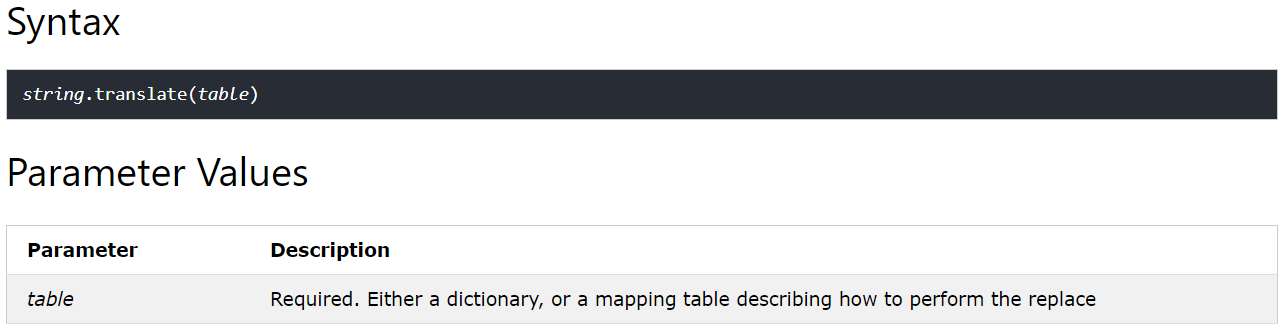 Syntax
string.translate(table)
Parameter Values
Parameter Description
table Required. Either a dictionary, or a mapping table describing how to perform the replace